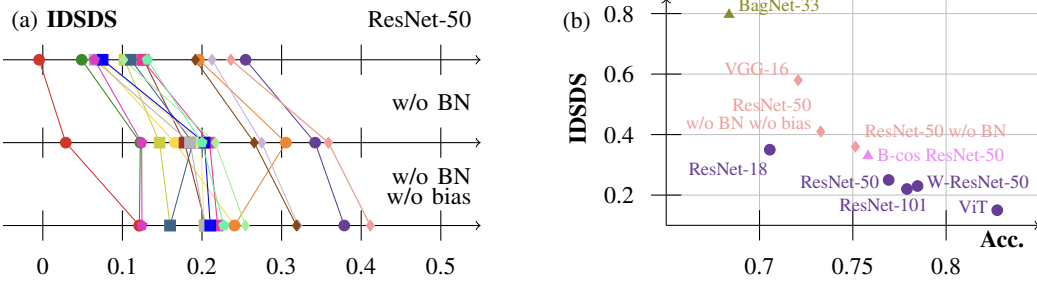 (a) IDSDS ResNet-50
w/o BN
w/o BN
w/o bias
0 0.1 0.2 0.3 0.4 0.5
(b)
IDSDS
0.8
0.6
0.4
0.2
BagNet-33
VGG-16
ResNet-50
w/o BN w/o bias
ResNet-50 w/o BN
B-cos ResNet-50
ResNet-18
ResNet-50
W-ResNet-50
ResNet-101
ViT
Acc.
0.7 0.75 0.8